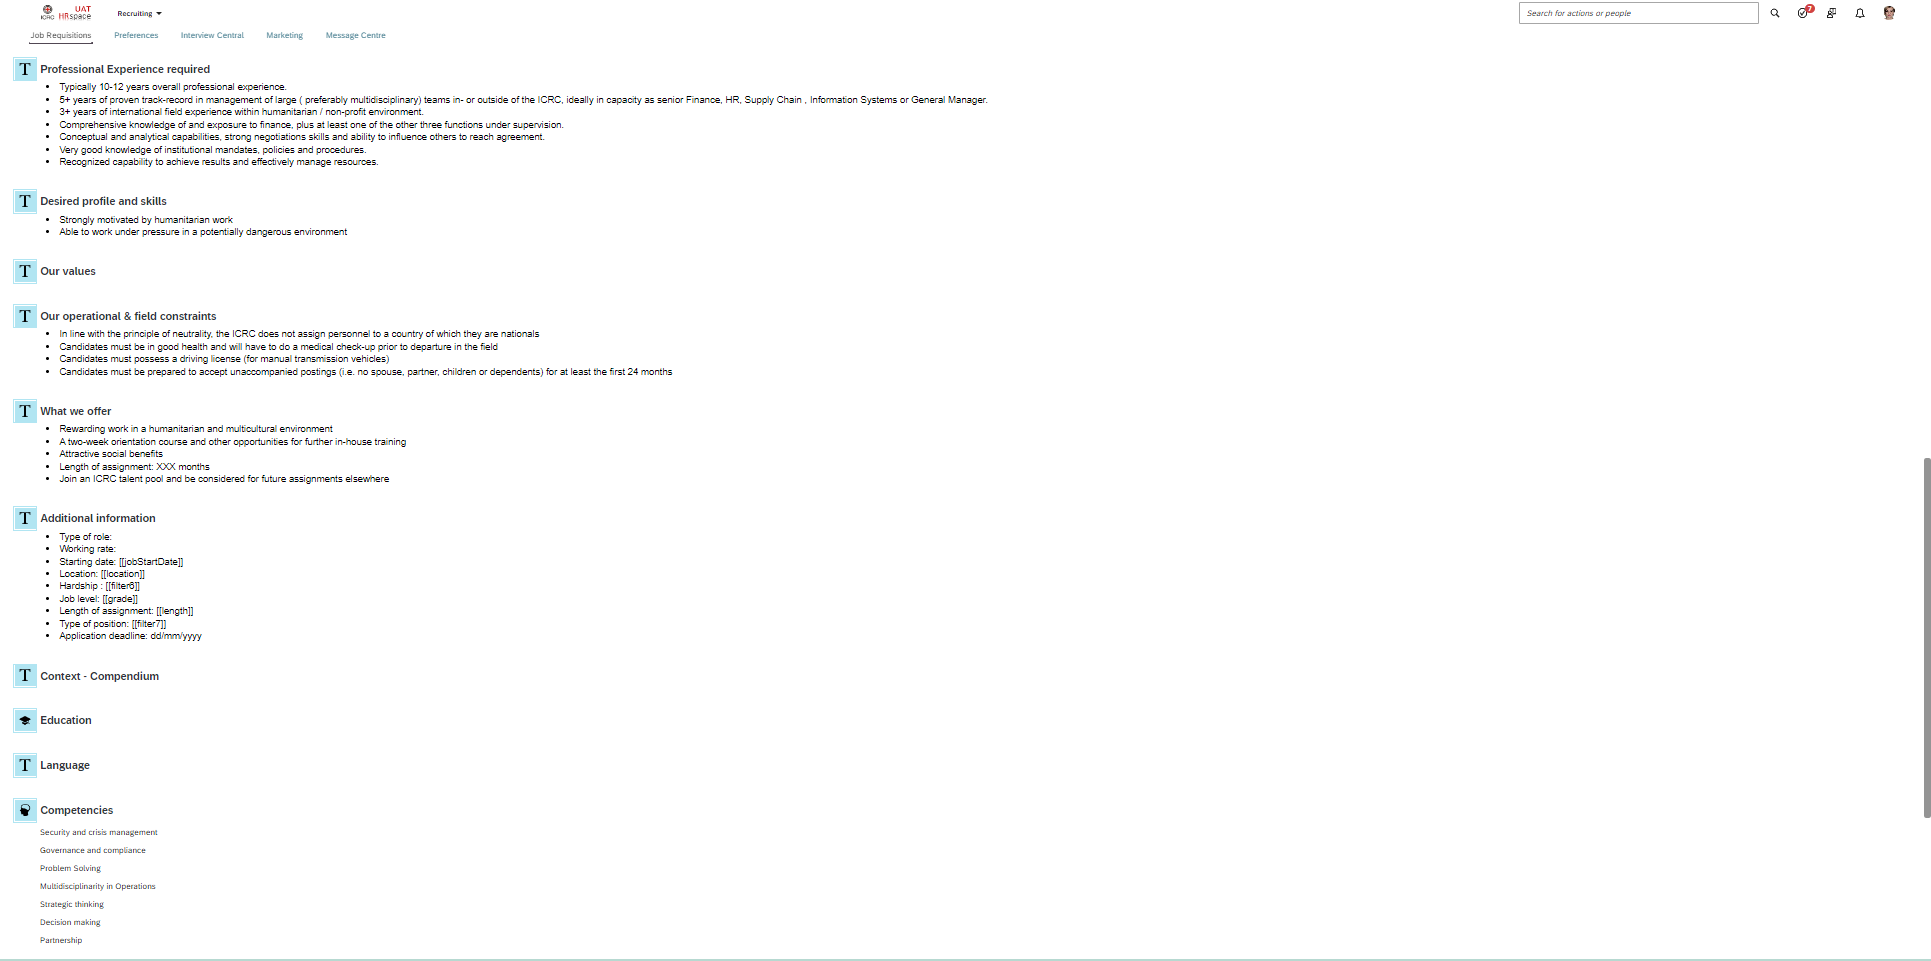 UAT
ICRC HRspace
Recruiting
Search for actions or people
7
Job Requisitions
Preferences
Interview Central
Marketing
Message Centre
T Professional Experience required
• Typically 10-12 years overall professional experience.
• 5+ years of proven track-record in management of large ( preferably multidisciplinary) teams in- or outside of the ICRC, ideally in capacity as senior Finance, HR, Supply Chain , Information Systems or General Manager.
• 3+ years of international field experience within humanitarian / non-profit environment.
• Comprehensive knowledge of and exposure to finance, plus at least one of the other three functions under supervision.
• Conceptual and analytical capabilities, strong negotiations skills and ability to influence others to reach agreement.
• Very good knowledge of institutional mandates, policies and procedures.
• Recognized capability to achieve results and effectively manage resources.
T Desired profile and skills
• Strongly motivated by humanitarian work
• Able to work under pressure in a potentially dangerous environment
T Our values
T Our operational & field constraints
• In line with the principle of neutrality, the ICRC does not assign personnel to a country of which they are nationals
• Candidates must be in good health and will have to do a medical check-up prior to departure in the field
• Candidates must possess a driving license (for manual transmission vehicles)
• Candidates must be prepared to accept unaccompanied postings (i.e. no spouse, partner, children or dependents) for at least the first 24 months
T What we offer
• Rewarding work in a humanitarian and multicultural environment
• A two-week orientation course and other opportunities for further in-house training
• Attractive social benefits
• Length of assignment: XXX months
• Join an ICRC talent pool and be considered for future assignments elsewhere
T Additional information
• Type of role:
• Working rate:
• Starting date: [[jobStartDate]]
• Location: [[location]]
• Hardship : [[filter6]]
• Job level: [[grade]]
• Length of assignment: [[length]]
• Type of position: [[filter7]]
• Application deadline: dd/mm/yyyy
T Context - Compendium
Education
T Language
Competencies
Security and crisis management
Governance and compliance
Problem Solving
Multidisciplinarity in Operations
Strategic thinking
Decision making
Partnership